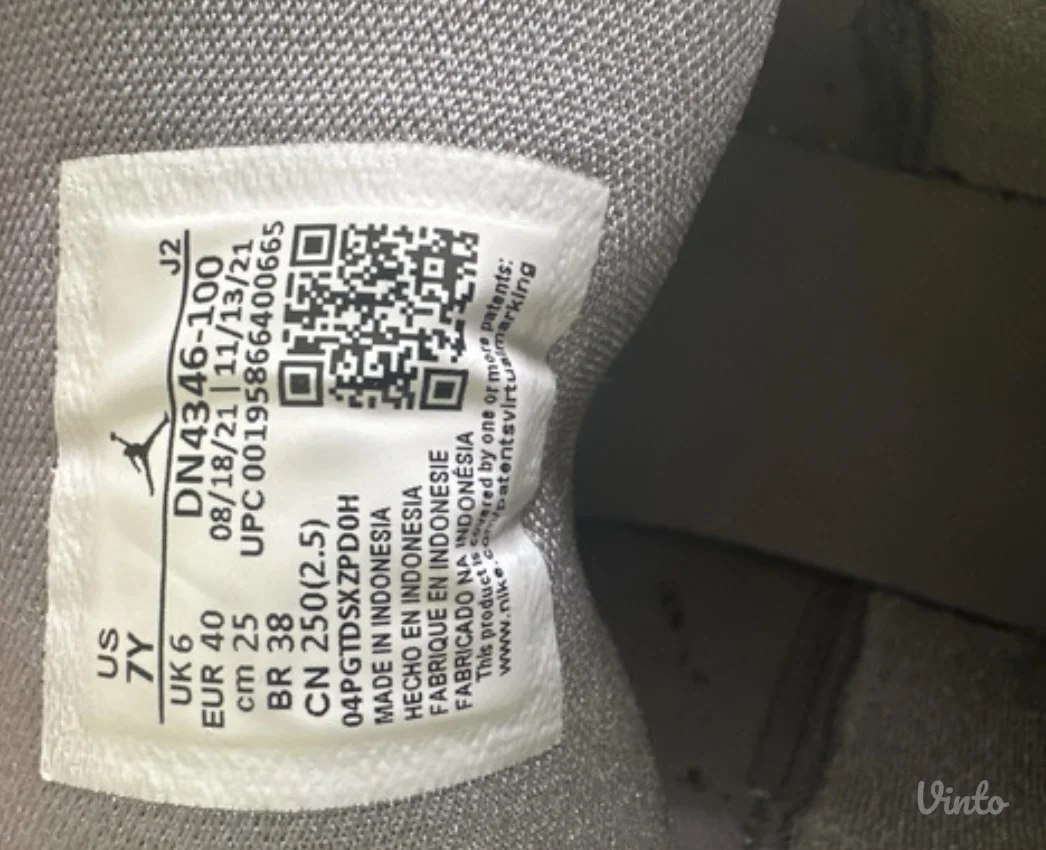 US
7Y
J2
UK 6
EUR 40
cm 25
BR 38
CN 250(2.5)
DN4346-100
08/18/21 | 11/13/21
UPC 00195866400665
04PGTDSXZPD0H
MADE IN INDONESIA
HECHO EN INDONESIA
FABRIQUE EN INDONESIE
FABRICADO NA INDONÉSIA
This product is covered by one or more patents:
www.nike.com/patentsvirtualmarking
Vinto